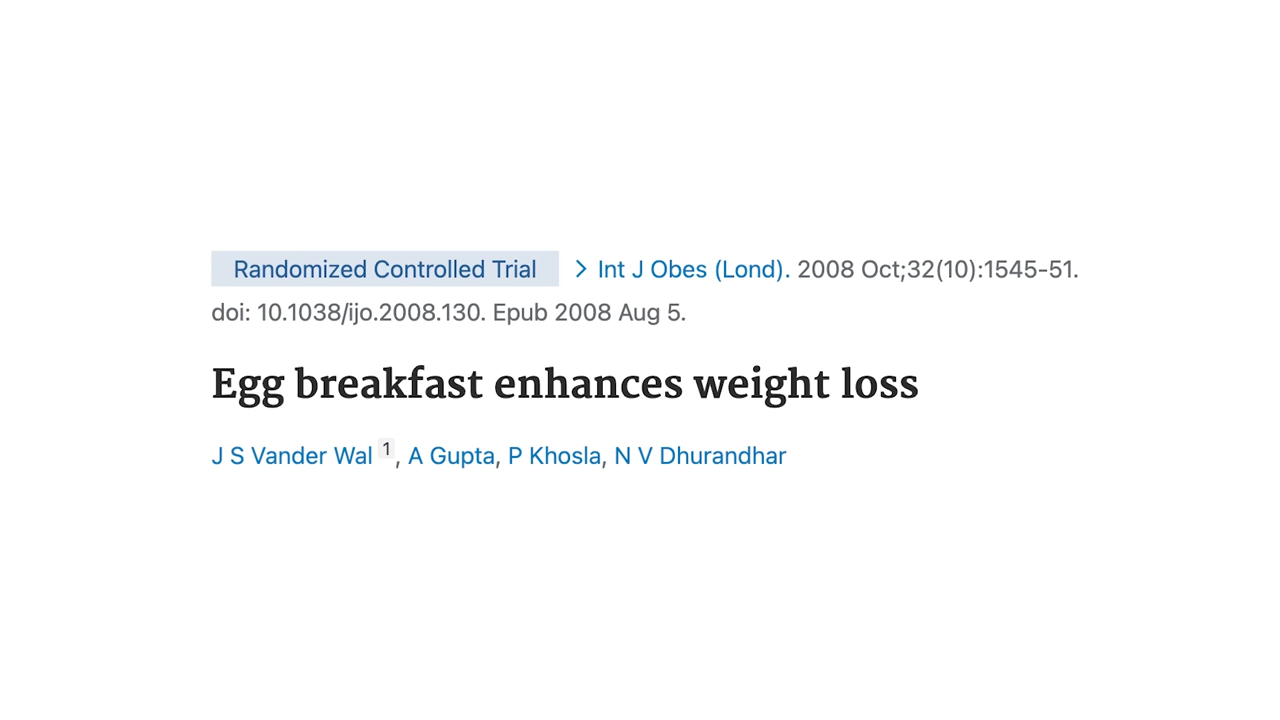 Randomized Controlled Trial > Int J Obes (Lond). 2008 Oct;32(10):1545-51.
doi: 10.1038/ijo.2008.130. Epub 2008 Aug 5.
Egg breakfast enhances weight loss
J S Vander Wal 1, A Gupta, P Khosla, N V Dhurandhar